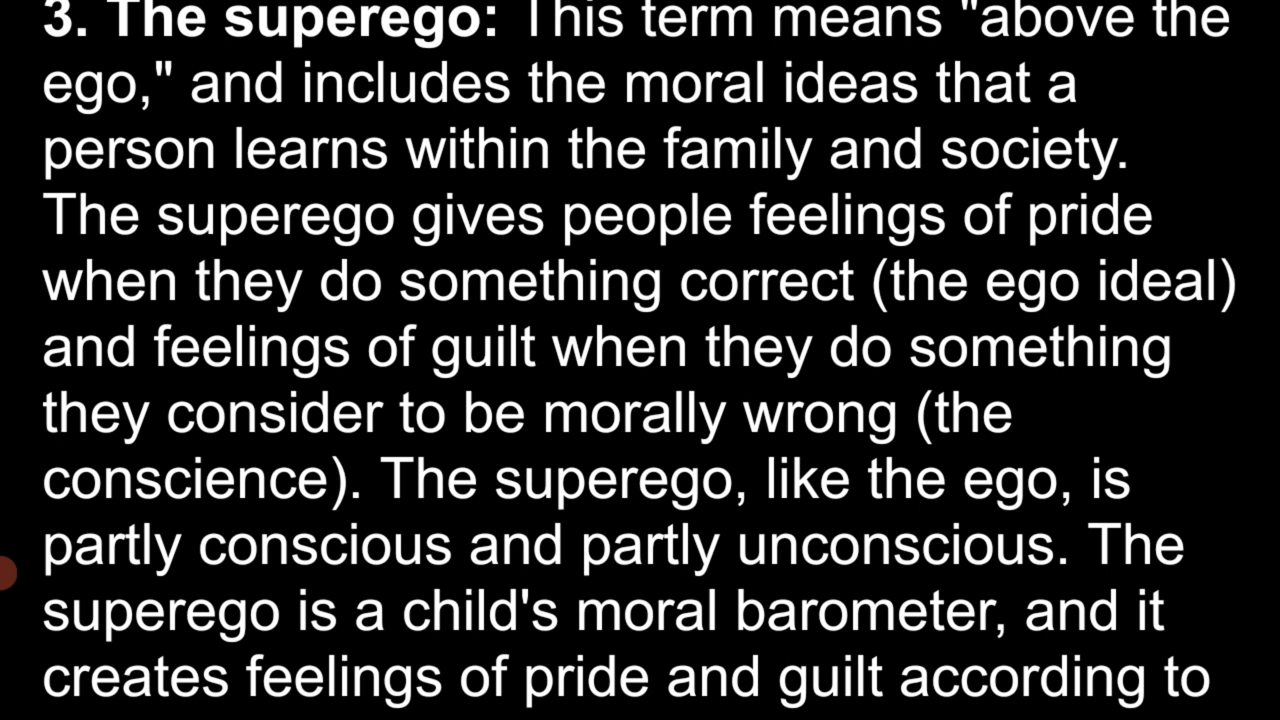 3. The superego: This term means "above the
ego," and includes the moral ideas that a
person learns within the family and society.
The superego gives people feelings of pride
when they do something correct (the ego ideal)
and feelings of guilt when they do something
they consider to be morally wrong (the
conscience). The superego, like the ego, is
partly conscious and partly unconscious. The
superego is a child's moral barometer, and it
creates feelings of pride and guilt according to